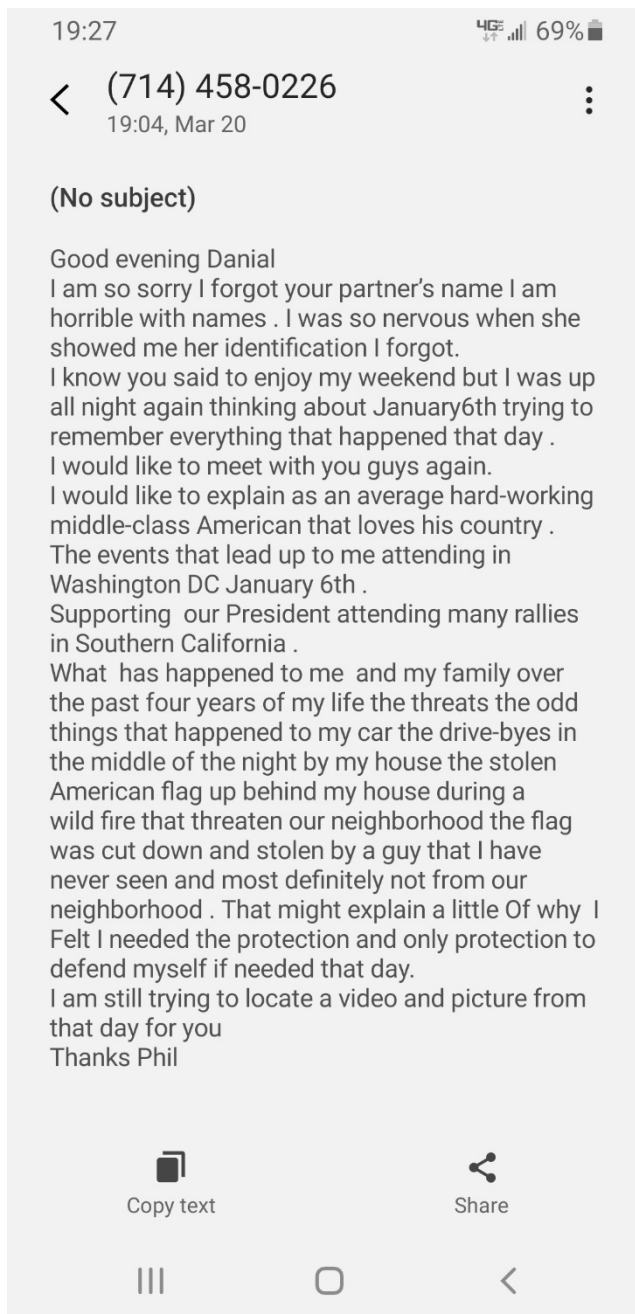 19:27
4GE 69%
(714) 458-0226
19:04, Mar 20
(No subject)
Good evening Danial
I am so sorry I forgot your partner's name I am
horrible with names . I was so nervous when she
showed me her identification I forgot.
I know you said to enjoy my weekend but I was up
all night again thinking about January6th trying to
remember everything that happened that day .
I would like to meet with you guys again.
I would like to explain as an average hard-working
middle-class American that loves his country .
The events that lead up to me attending in
Washington DC January 6th .
Supporting  our President attending many rallies
in Southern California .
What  has happened to me  and my family over
the past four years of my life the threats the odd
things that happened to my car the drive-byes in
the middle of the night by my house the stolen
American flag up behind my house during a
wild fire that threaten our neighborhood the flag
was cut down and stolen by a guy that I have
never seen and most definitely not from our
neighborhood . That might explain a little Of why  I
Felt I needed the protection and only protection to
defend myself if needed that day.
I am still trying to locate a video and picture from
that day for you
Thanks Phil
Copy text
Share